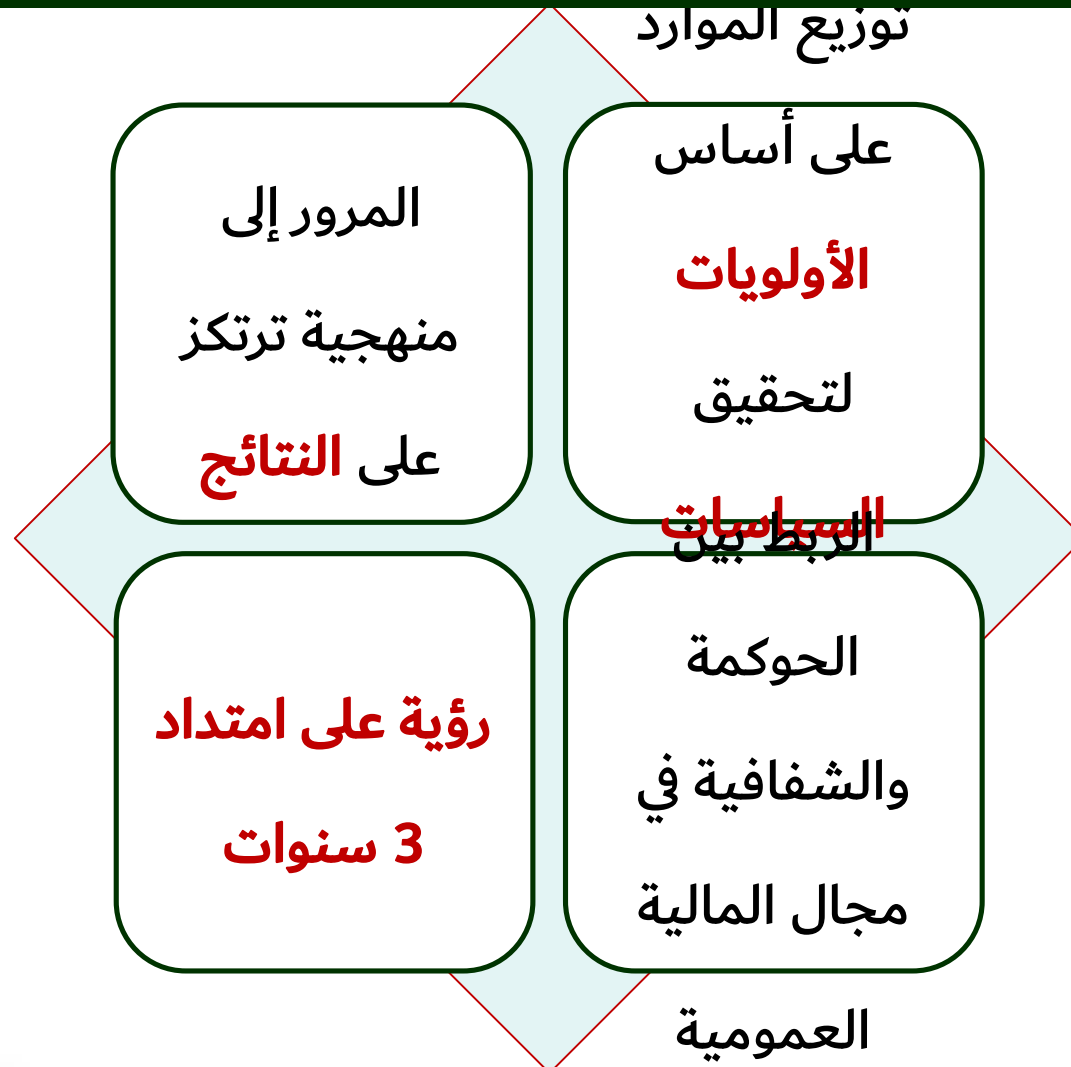 توزيع الموارد
على أساس
الأولويات
لتحقيق
السياسات
المرور إلى
منهجية ترتكز
على النتائج
الربط بين
الحوكمة
والشفافية في
مجال المالية
العمومية
رؤية على امتداد
3 سنوات